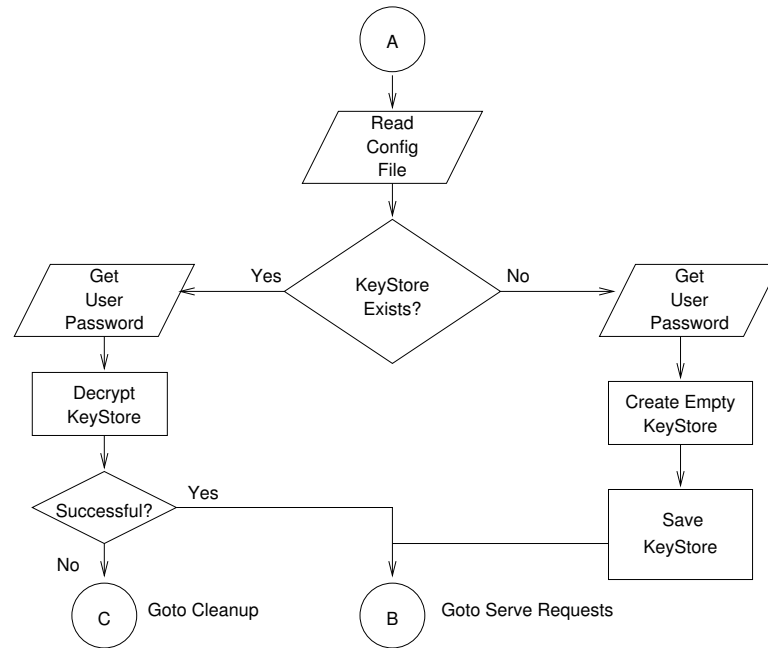 A
Read
Config
File
KeyStore
Exists?
Yes
No
Get
User
Password
Get
User
Password
Decrypt
KeyStore
Create Empty
KeyStore
Successful?
Yes
No
Save
KeyStore
C
Goto Cleanup
B
Goto Serve Requests